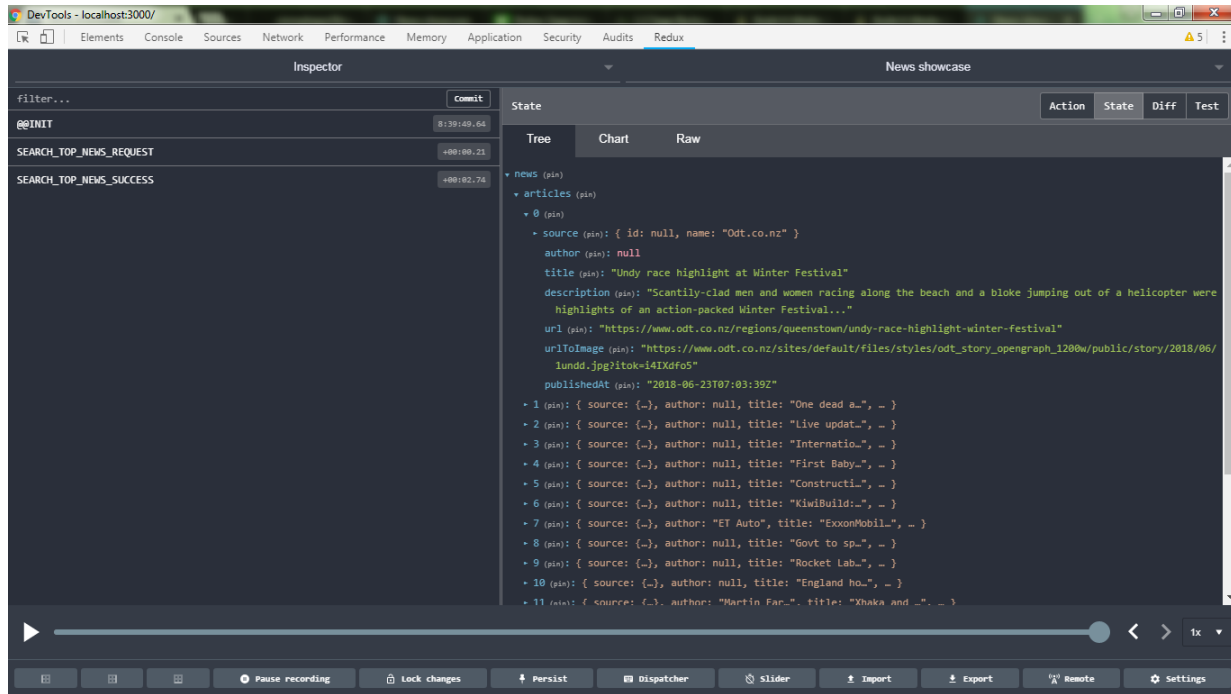 DevTools - localhost:3000/
Elements Console Sources Network Performance Memory Application Security Audits Redux 5
Inspector News showcase
filter... Commit
@@INIT 8:39:49.64
SEARCH_TOP_NEWS_REQUEST +00:00.21
SEARCH_TOP_NEWS_SUCCESS +00:02.74
State Action State Diff Test
Tree Chart Raw
news (pin)
articles (pin)
0 (pin)
source (pin): { id: null, name: "Odt.co.nz" }
author (pin): null
title (pin): "Undy race highlight at Winter Festival"
description (pin): "Scantily-clad men and women racing along the beach and a bloke jumping out of a helicopter were
highlights of an action-packed Winter Festival..."
url (pin): "https://www.odt.co.nz/regions/queenstown/undy-race-highlight-winter-festival"
urlToImage (pin): "https://www.odt.co.nz/sites/default/files/styles/odt_story_opengraph_1200w/public/story/2018/06/
1undd.jpg?itok=i4IXdfo5"
publishedAt (pin): "2018-06-23T07:03:39Z"
1 (pin): { source: {…}, author: null, title: "One dead a…", … }
2 (pin): { source: {…}, author: null, title: "Live updat…", … }
3 (pin): { source: {…}, author: null, title: "Internatio…", … }
4 (pin): { source: {…}, author: null, title: "First Baby…", … }
5 (pin): { source: {…}, author: null, title: "Constructi…", … }
6 (pin): { source: {…}, author: null, title: "KiwiBuild:…", … }
7 (pin): { source: {…}, author: "ET Auto", title: "ExxonMobil…", … }
8 (pin): { source: {…}, author: null, title: "Govt to sp…", … }
9 (pin): { source: {…}, author: null, title: "Rocket Lab…", … }
10 (pin): { source: {…}, author: null, title: "England ho…", … }
11 (pin): { source: {…}, author: "Martin Far…", title: "Xhaka and …", … }
1x
Pause recording Lock changes Persist Dispatcher Slider Import Export Remote Settings